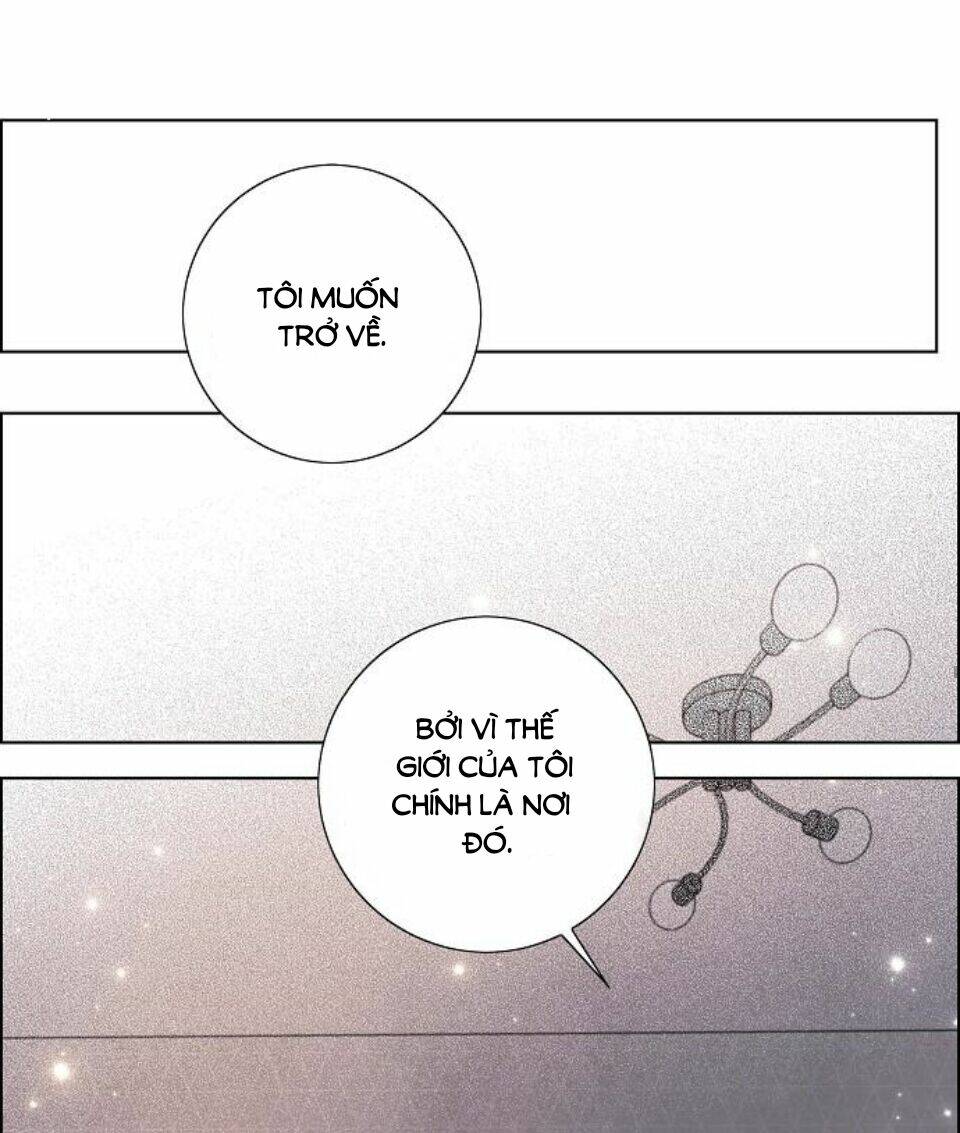 TÔI MUỐN
TRỞ VỀ.
BỞI VÌ THẾ
GIỚI CỦA TÔI
CHÍNH LÀ NƠI
ĐÓ.